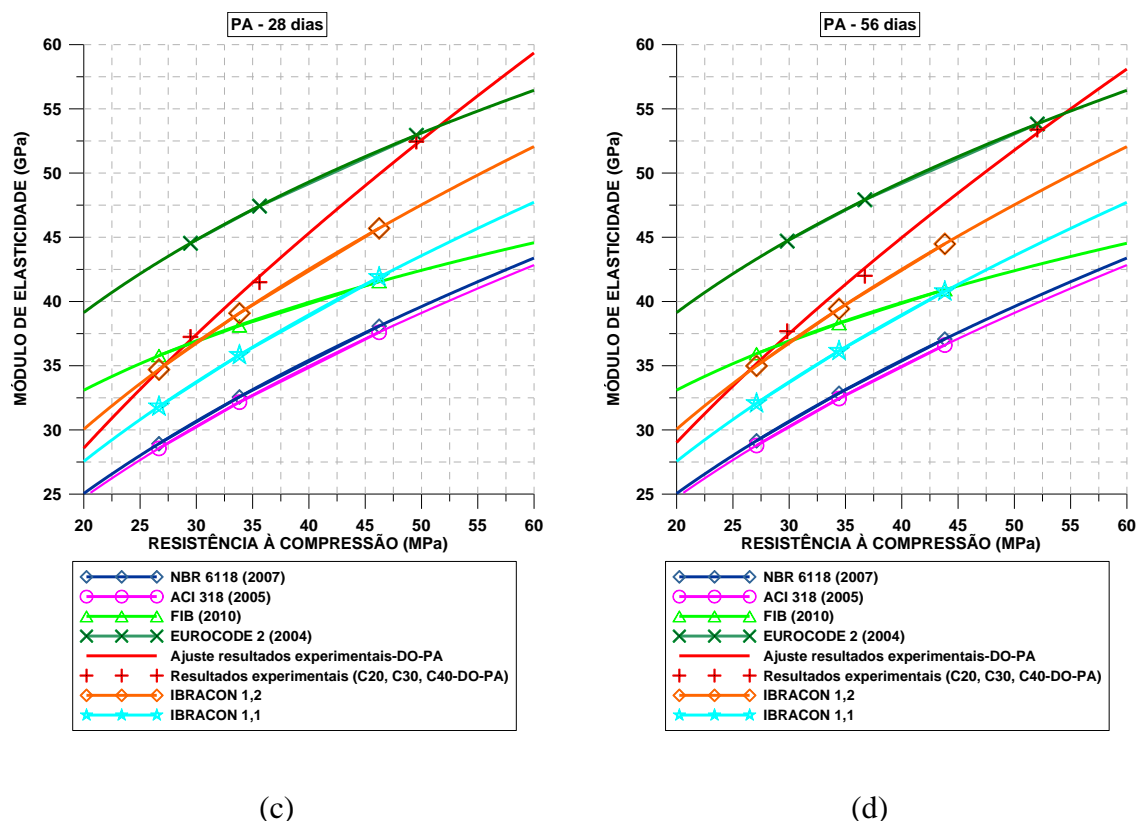 PA - 28 dias
60
55
50
45
40
35
30
25
MÓDULO DE ELASTICIDADE (GPa)
20 25 30 35 40 45 50 55 60
RESISTÊNCIA À COMPRESSÃO (MPa)
NBR 6118 (2007)
ACI 318 (2005)
FIB (2010)
EUROCODE 2 (2004)
Ajuste resultados experimentais-DO-PA
Resultados experimentais (C20, C30, C40-DO-PA)
IBRACON 1,2
IBRACON 1,1
(c)
PA - 56 dias
60
55
50
45
40
35
30
25
MÓDULO DE ELASTICIDADE (GPa)
20 25 30 35 40 45 50 55 60
RESISTÊNCIA À COMPRESSÃO (MPa)
NBR 6118 (2007)
ACI 318 (2005)
FIB (2010)
EUROCODE 2 (2004)
Ajuste resultados experimentais-DO-PA
Resultados experimentais (C20, C30, C40-DO-PA)
IBRACON 1,2
IBRACON 1,1
(d)